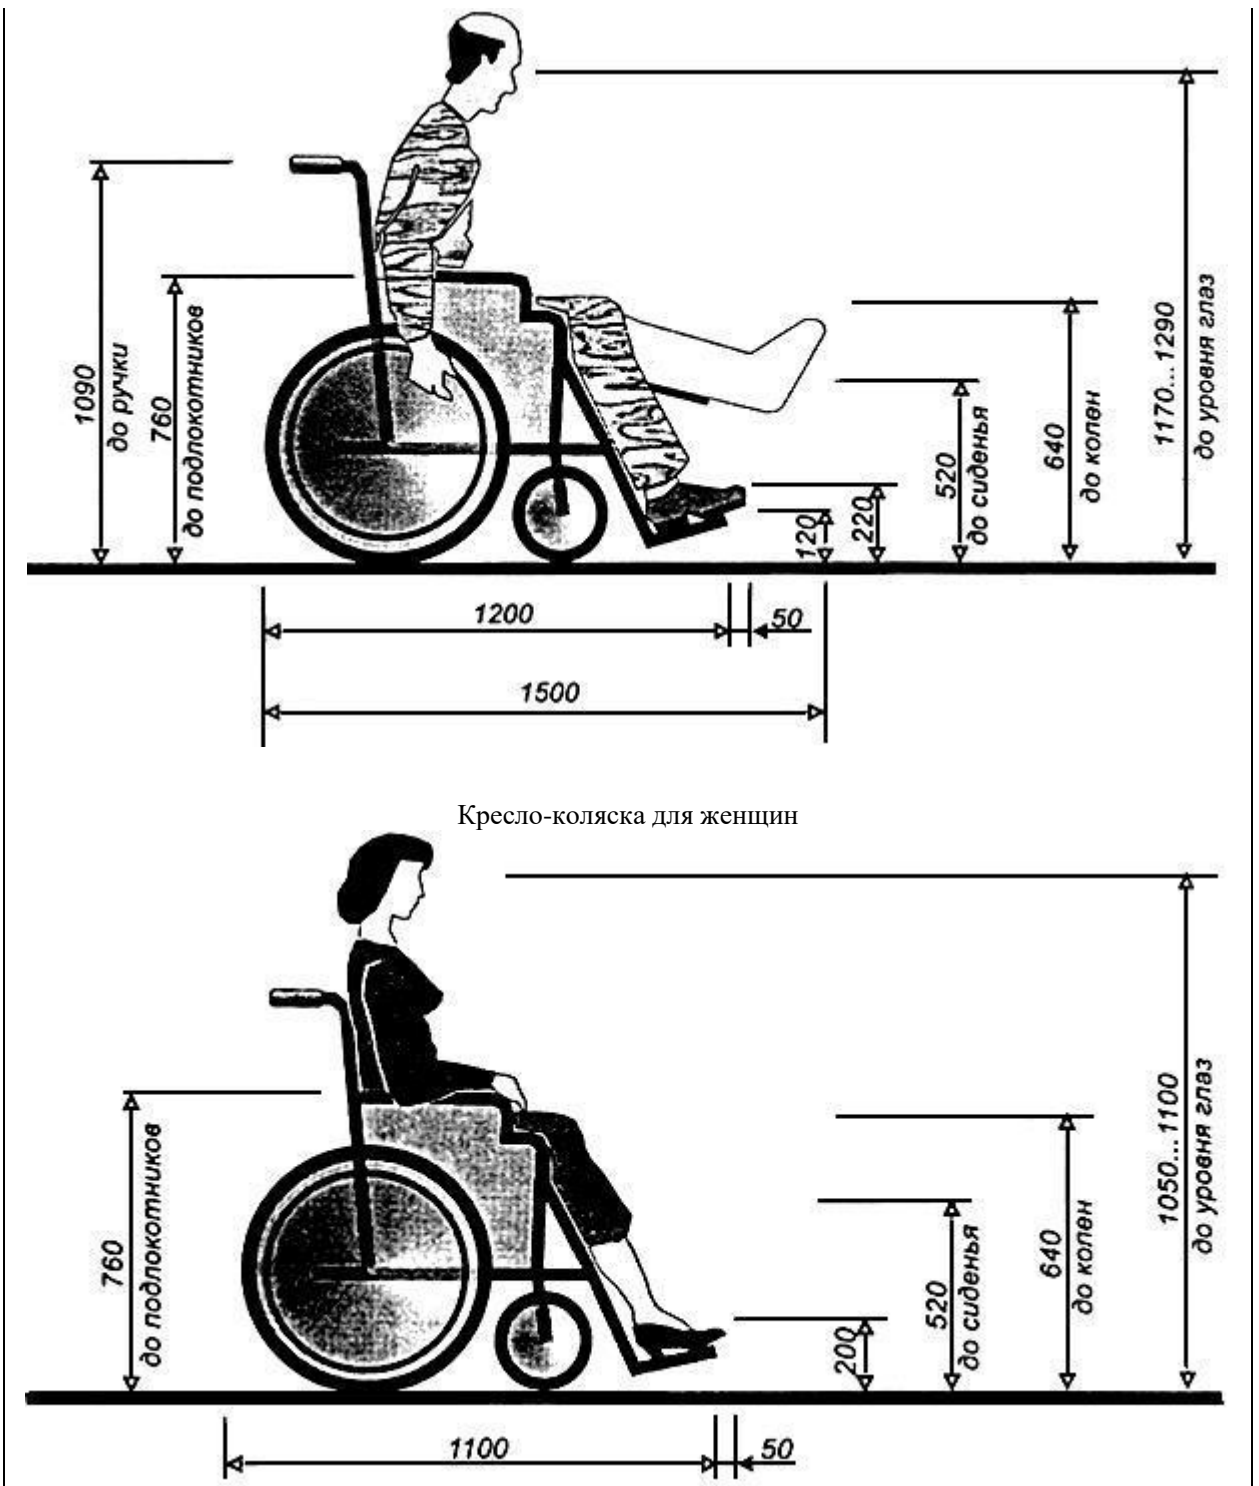 1090
до ручки
760
до подлокотников
120
220
520
до сиденья
640
до колен
1170... 1290
до уровня глаз
1200
50
1500
Кресло-коляска для женщин
760
до подлокотников
200
520
до сиденья
640
до колен
1050... 1100
до уровня глаз
1100
50